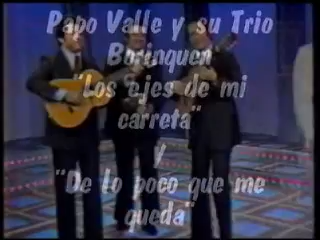 Papo Valle y su Trio
Borinquen
"Los ejes de mi
carreta"
y
"De lo poco que me
queda"